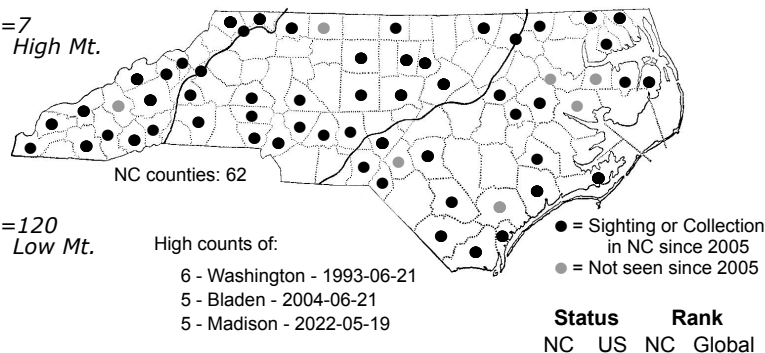 =7
High Mt.
NC counties: 62
=120
Low Mt.
High counts of:
6 - Washington - 1993-06-21
5 - Bladen - 2004-06-21
5 - Madison - 2022-05-19
= Sighting or Collection
in NC since 2005
= Not seen since 2005
Status Rank
NC US NC Global